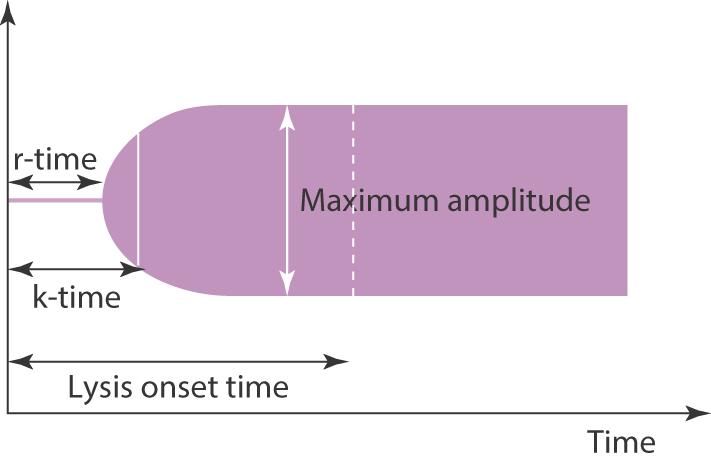 r-time
Maximum amplitude
k-time
Lysis onset time
Time